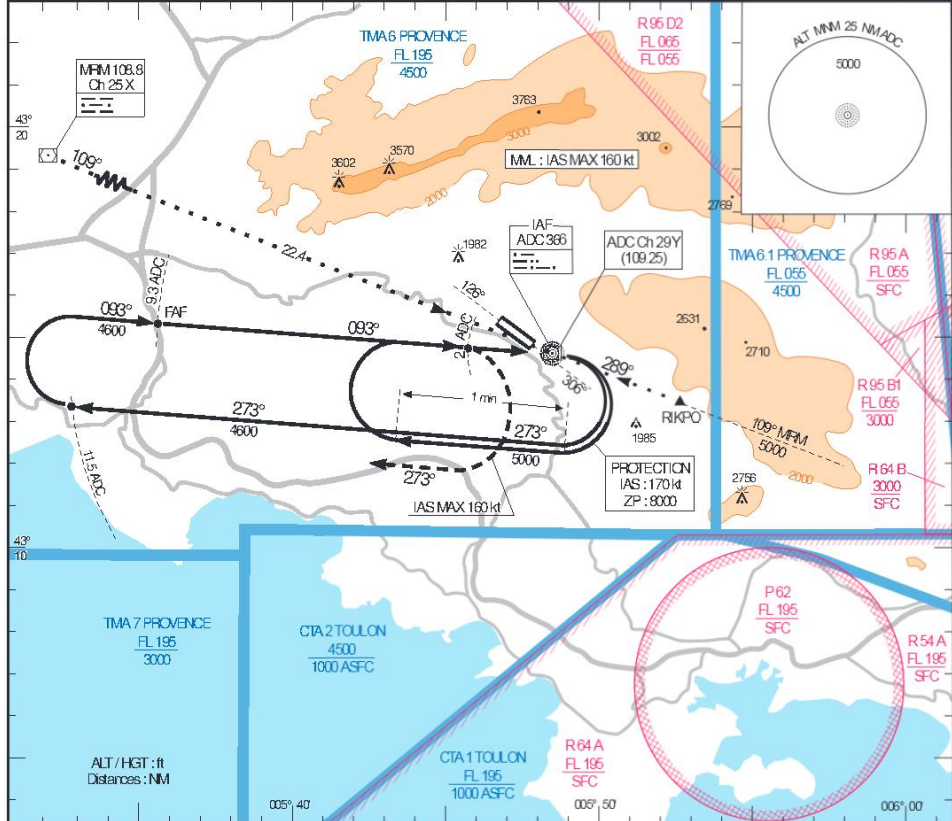 TMA 6 PROVENCE
FL 195
4500
R 95 D2
FL 065
FL 055
ALT MNM 25 NM ADC
5000
MRM 108.8
Ch 25 X
43°
20
3763
3000
3002
3570
3602
MML : IAS MAX 160 kt
2000
2769
109°
22.4
1982
IAF
ADC 366
ADC Ch 29Y
(109.25)
TMA 6.1 PROVENCE
FL 055
4500
R 95 A
FL 055
SFC
9.3 ADC
126°
093°
4600
FAF
093°
ADC
2631
2710
306°
289°
RIKPO
R 95 B1
FL 055
3000
1 min
273°
4600
273°
5000
1985
109° MRM
5000
2000
R 64 B
3000
SFC
11.5 ADC
273°
IAS MAX 160 kt
PROTECTION
IAS : 170 kt
ZP : 8000
2756
43°
10
TMA 7 PROVENCE
FL 195
3000
CTA 2 TOULON
4500
1000 ASFC
P 62
FL 195
SFC
R 54 A
FL 195
SFC
R 64 A
FL 195
SFC
CTA 1 TOULON
FL 195
1000 ASFC
ALT / HGT : ft
Distances : NM
005° 40'
005° 50'
006° 00'